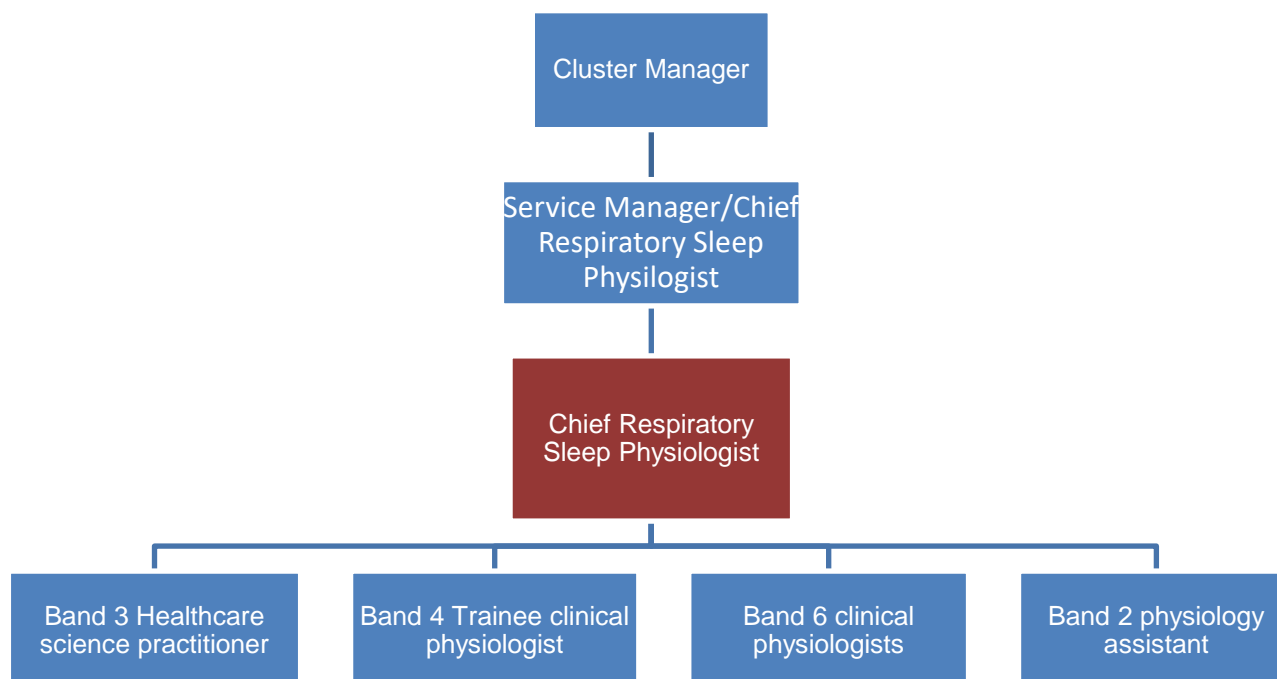 Cluster Manager
Service Manager/Chief
Respiratory Sleep
Physilogist
Chief Respiratory
Sleep Physiologist
Band 3 Healthcare
science practitioner
Band 4 Trainee clinical
physiologist
Band 6 clinical
physiologists
Band 2 physiology
assistant